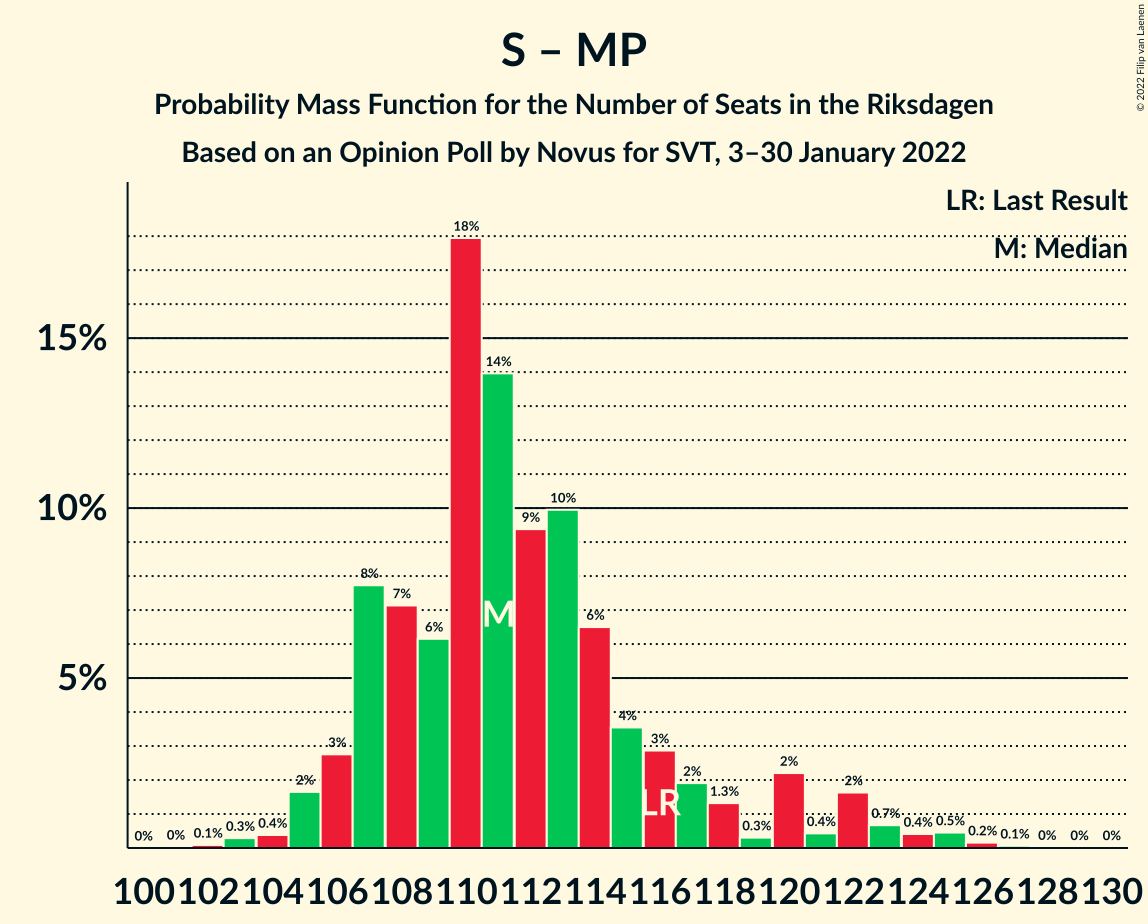 S – MP
Probability Mass Function for the Number of Seats in the Riksdagen
Based on an Opinion Poll by Novus for SVT, 3–30 January 2022
© 2022 Filip van Laenen
LR: Last Result
M: Median
15%
10%
5%
0% 0% 0.1% 0.3% 0.4% 2% 3% 8% 7% 6% 18% 14% 9% 10% 6% 4% 3% 2% 1.3% 0.3% 2% 0.4% 2% 0.7% 0.4% 0.5% 0.2% 0.1% 0% 0% 0%
M
LR
100 102 104 106 108 110 112 114 116 118 120 122 124 126 128 130